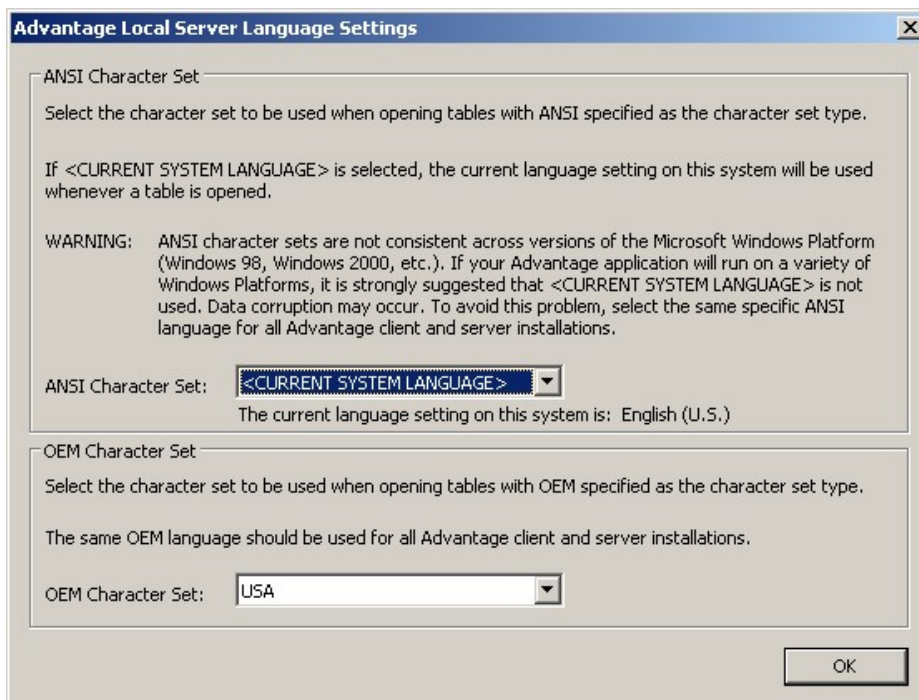 Advantage Local Server Language Settings
ANSI Character Set
Select the character set to be used when opening tables with ANSI specified as the character set type.
If <CURRENT SYSTEM LANGUAGE> is selected, the current language setting on this system will be used
whenever a table is opened.
WARNING: ANSI character sets are not consistent across versions of the Microsoft Windows Platform
(Windows 98, Windows 2000, etc.). If your Advantage application will run on a variety of
Windows Platforms, it is strongly suggested that <CURRENT SYSTEM LANGUAGE> is not
used. Data corruption may occur. To avoid this problem, select the same specific ANSI
language for all Advantage client and server installations.
ANSI Character Set: <CURRENT SYSTEM LANGUAGE>
The current language setting on this system is: English (U.S.)
OEM Character Set
Select the character set to be used when opening tables with OEM specified as the character set type.
The same OEM language should be used for all Advantage client and server installations.
OEM Character Set: USA
OK